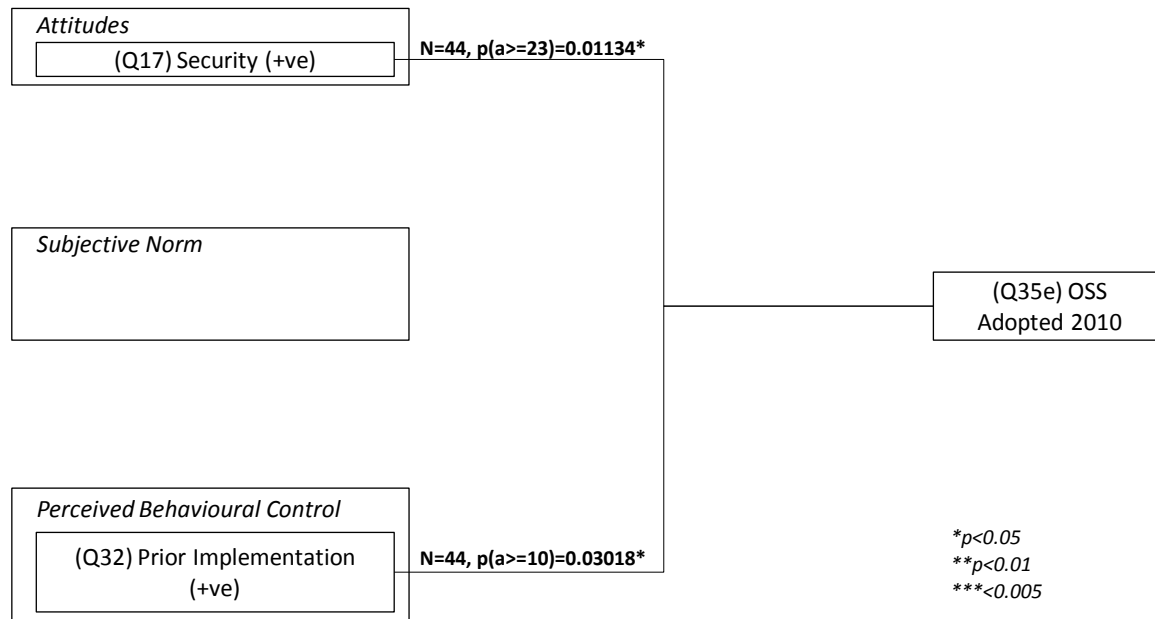 Attitudes
(Q17) Security (+ve)
N=44, p(a>=23)=0.01134*
Subjective Norm
(Q35e) OSS
Adopted 2010
Perceived Behavioural Control
(Q32) Prior Implementation
(+ve)
N=44, p(a>=10)=0.03018*
*p<0.05
**p<0.01
***<0.005